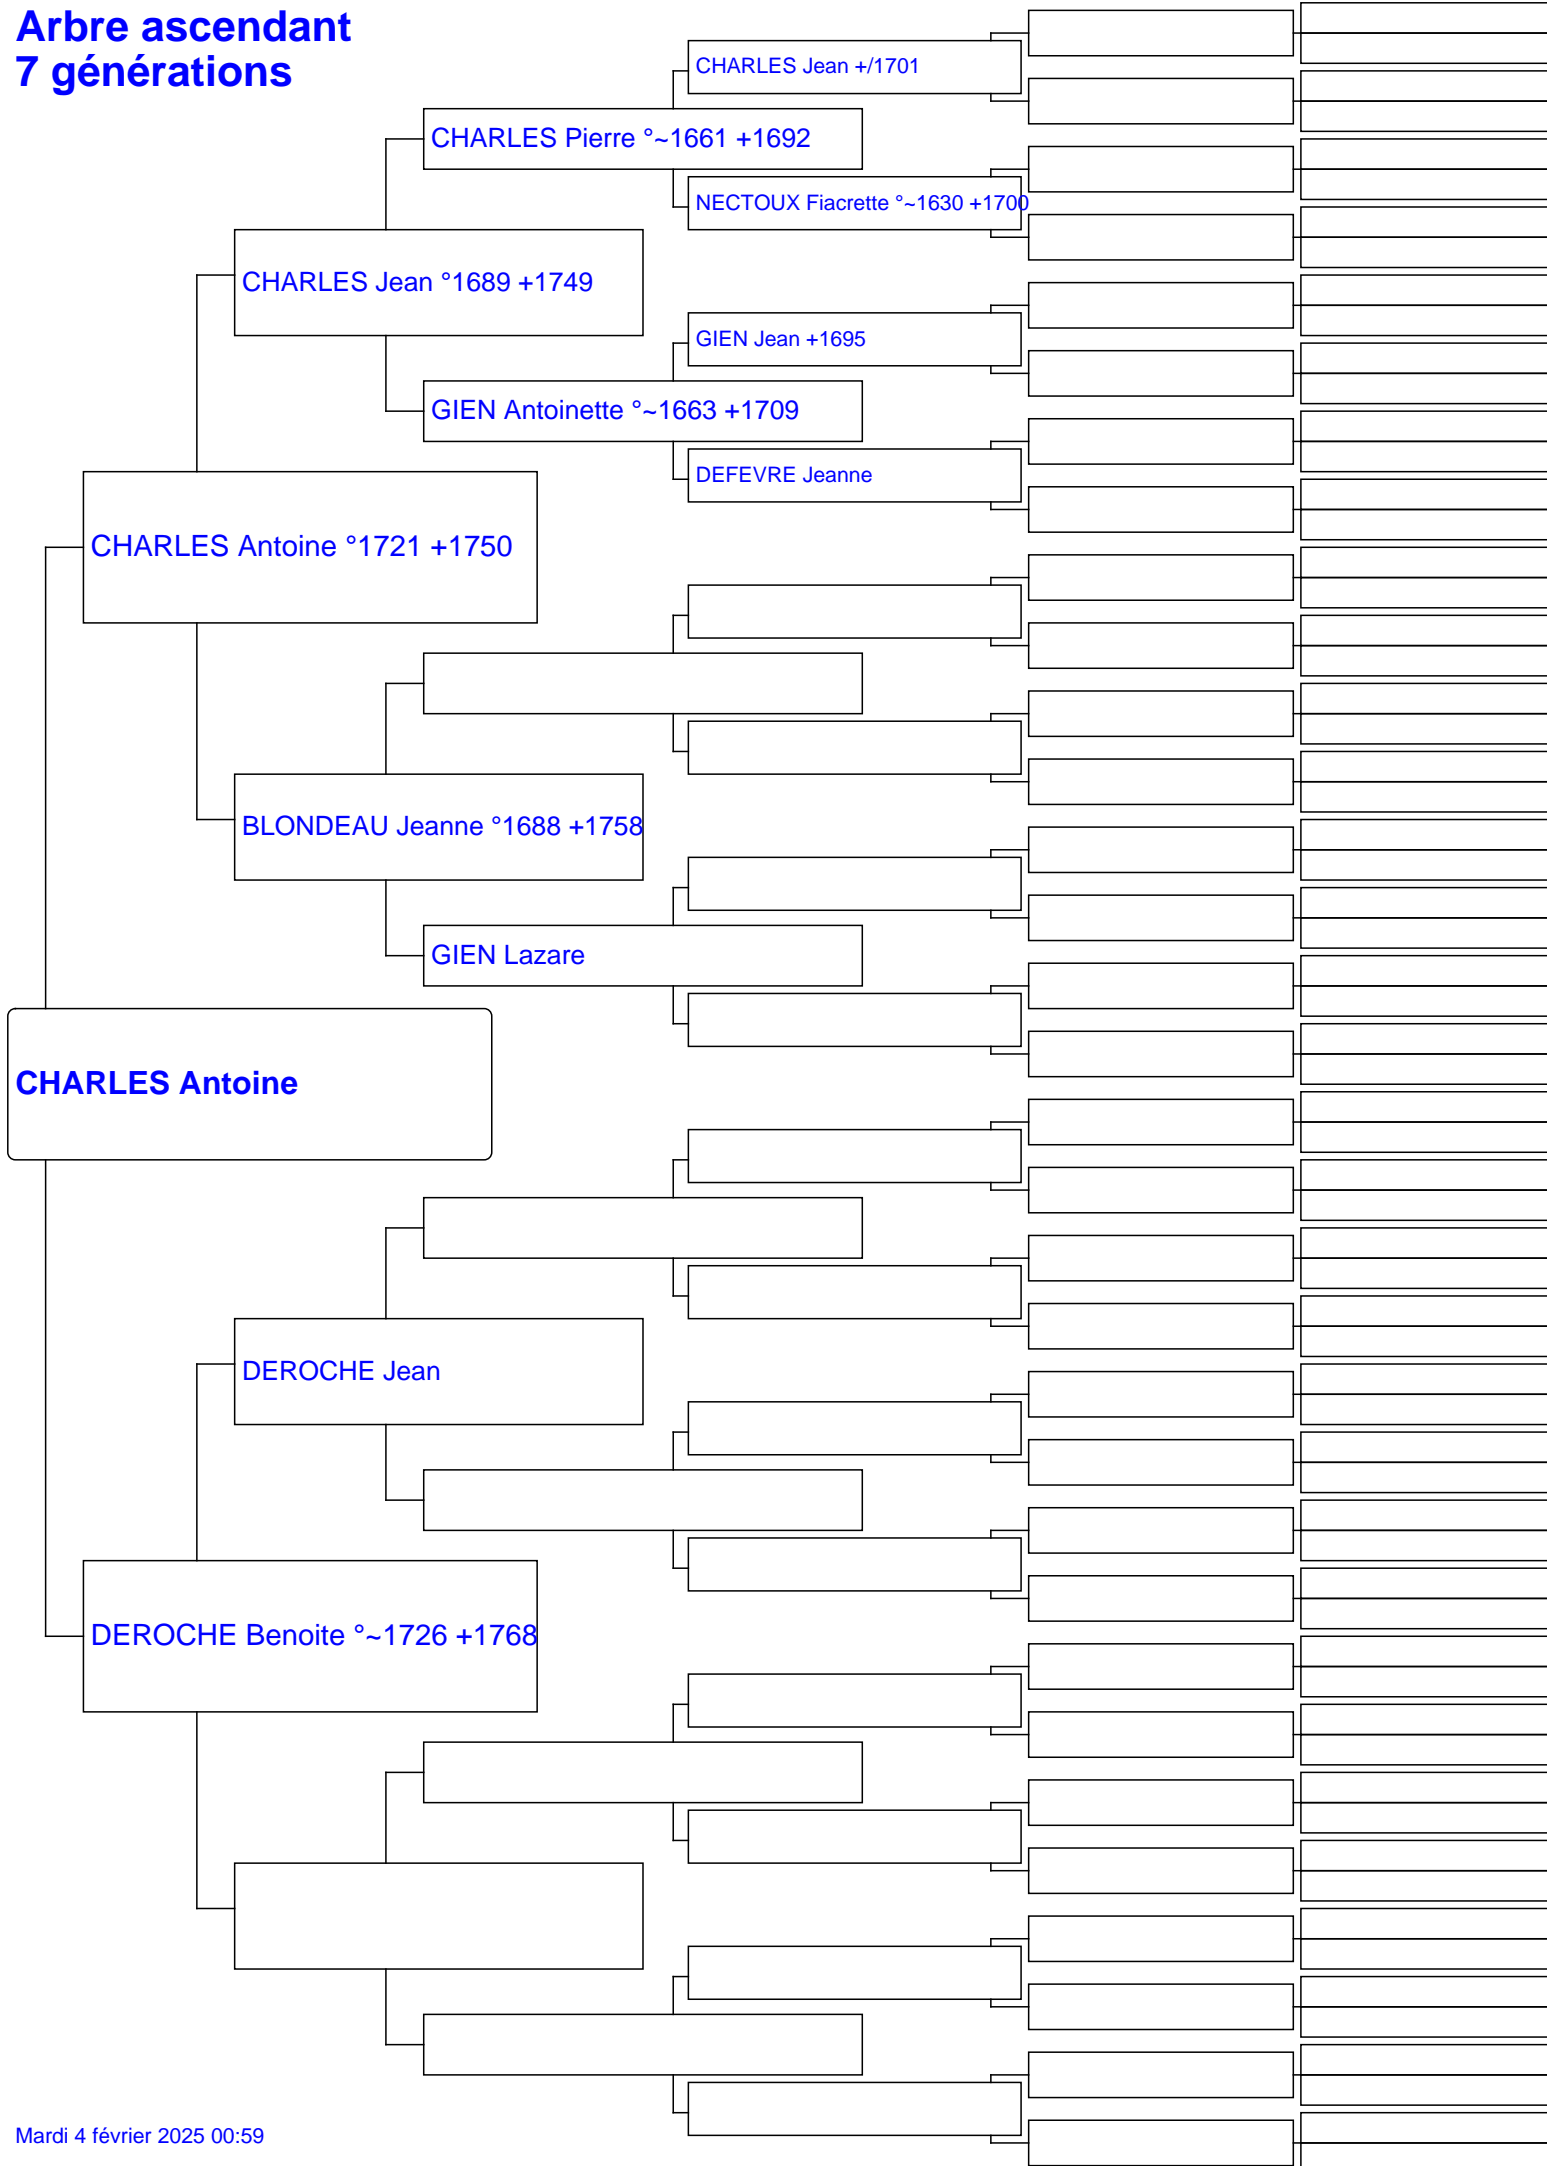 Arbre ascendant
7 générations
CHARLES Jean +/1701
CHARLES Pierre °~1661 +1692
NECTOUX Fiacrette °~1630 +1700
CHARLES Jean °1689 +1749
GIEN Jean +1695
GIEN Antoinette °~1663 +1709
DEFEVRE Jeanne
CHARLES Antoine °1721 +1750
BLONDEAU Jeanne °1688 +1758
GIEN Lazare
CHARLES Antoine
DEROCHE Jean
DEROCHE Benoite °~1726 +1768
Mardi 4 février 2025 00:59